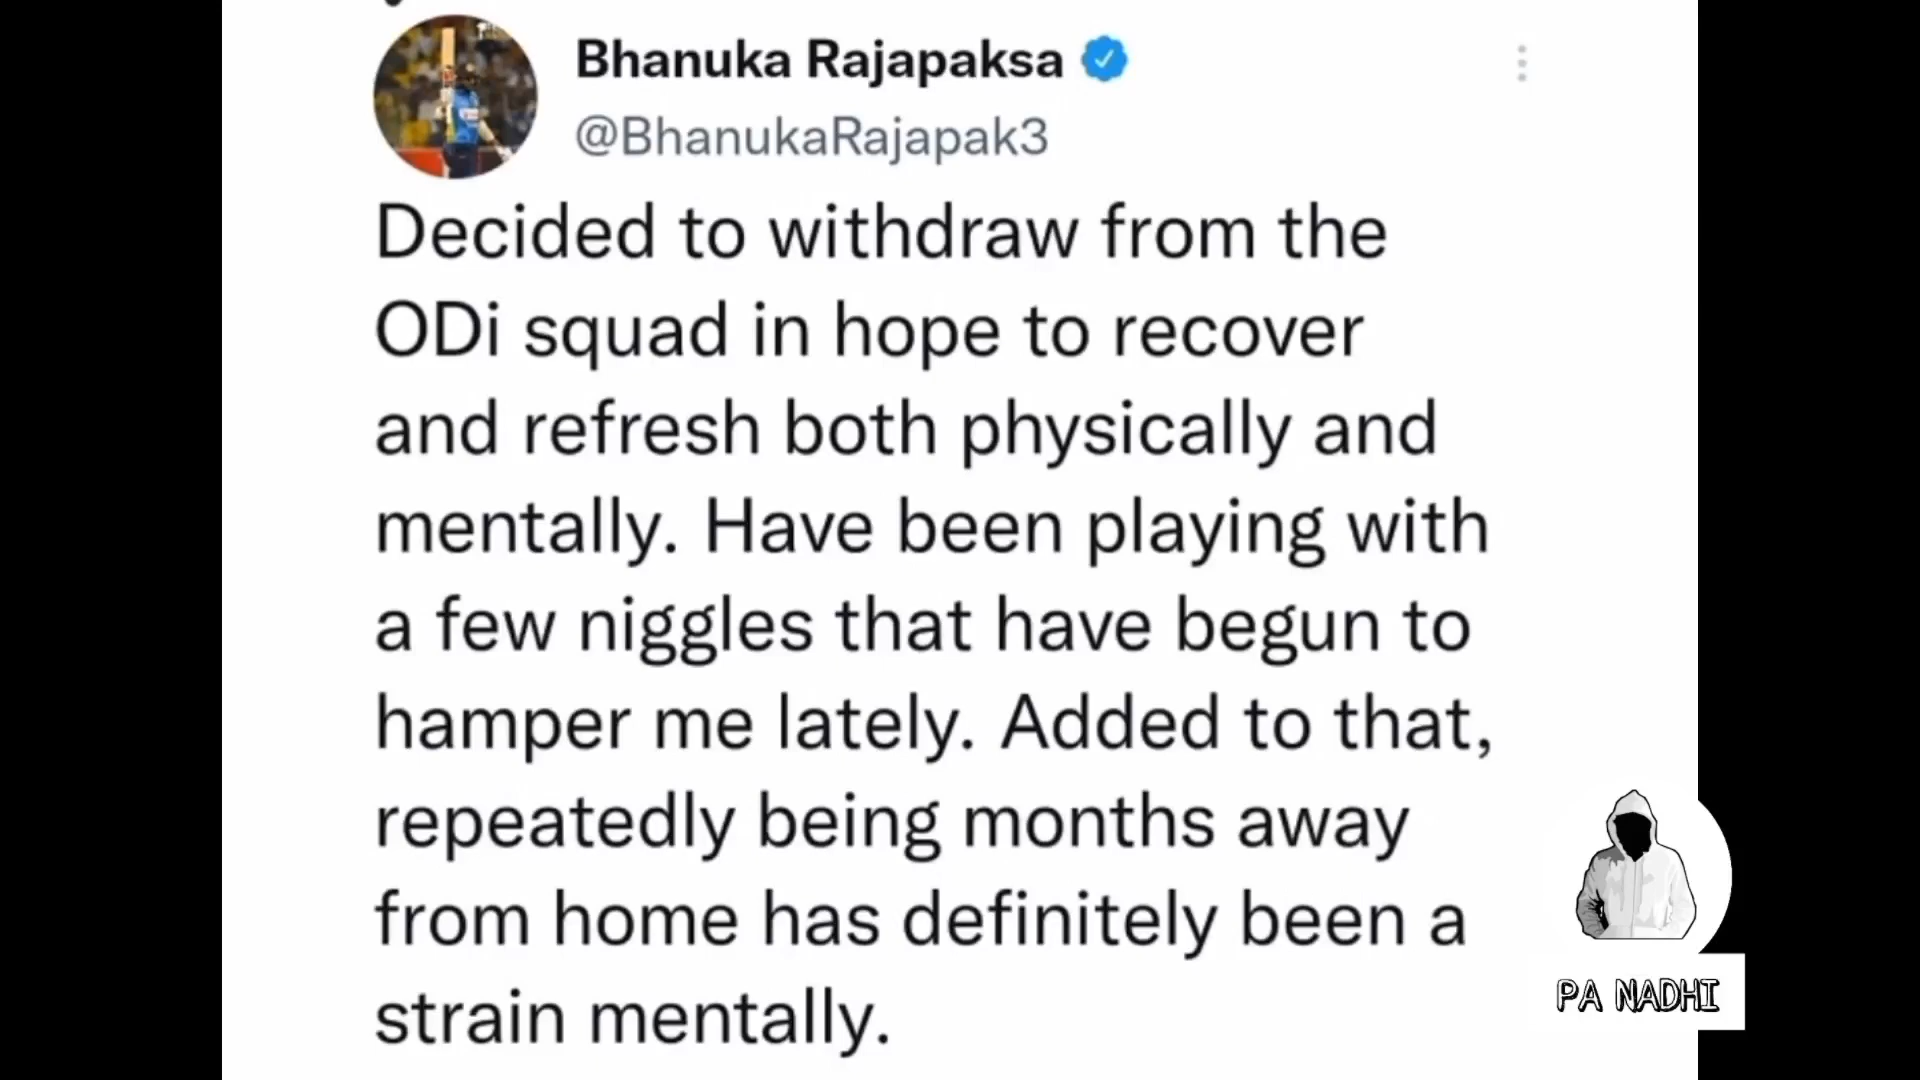 Bhanuka Rajapaksa
@BhanukaRajapak3
Decided to withdraw from the
ODi squad in hope to recover
and refresh both physically and
mentally. Have been playing with
a few niggles that have begun to
hamper me lately. Added to that,
repeatedly being months away
from home has definitely been a
strain mentally.
PA NADHI